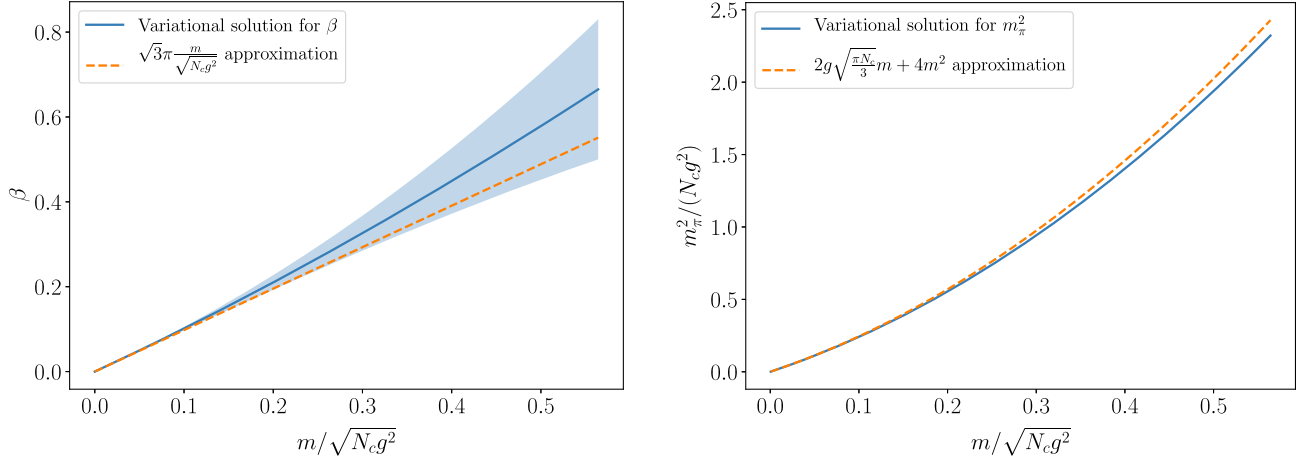 Variational solution for β
√3π m/√(N_c g²) approximation
0.8
0.6
0.4
0.2
0.0
β
0.0 0.1 0.2 0.3 0.4 0.5
m/√(N_c g²)
Variational solution for m_π²
2g√(πN_c/3) m + 4m² approximation
2.5
2.0
1.5
1.0
0.5
0.0
m_π²/(N_c g²)
0.0 0.1 0.2 0.3 0.4 0.5
m/√(N_c g²)